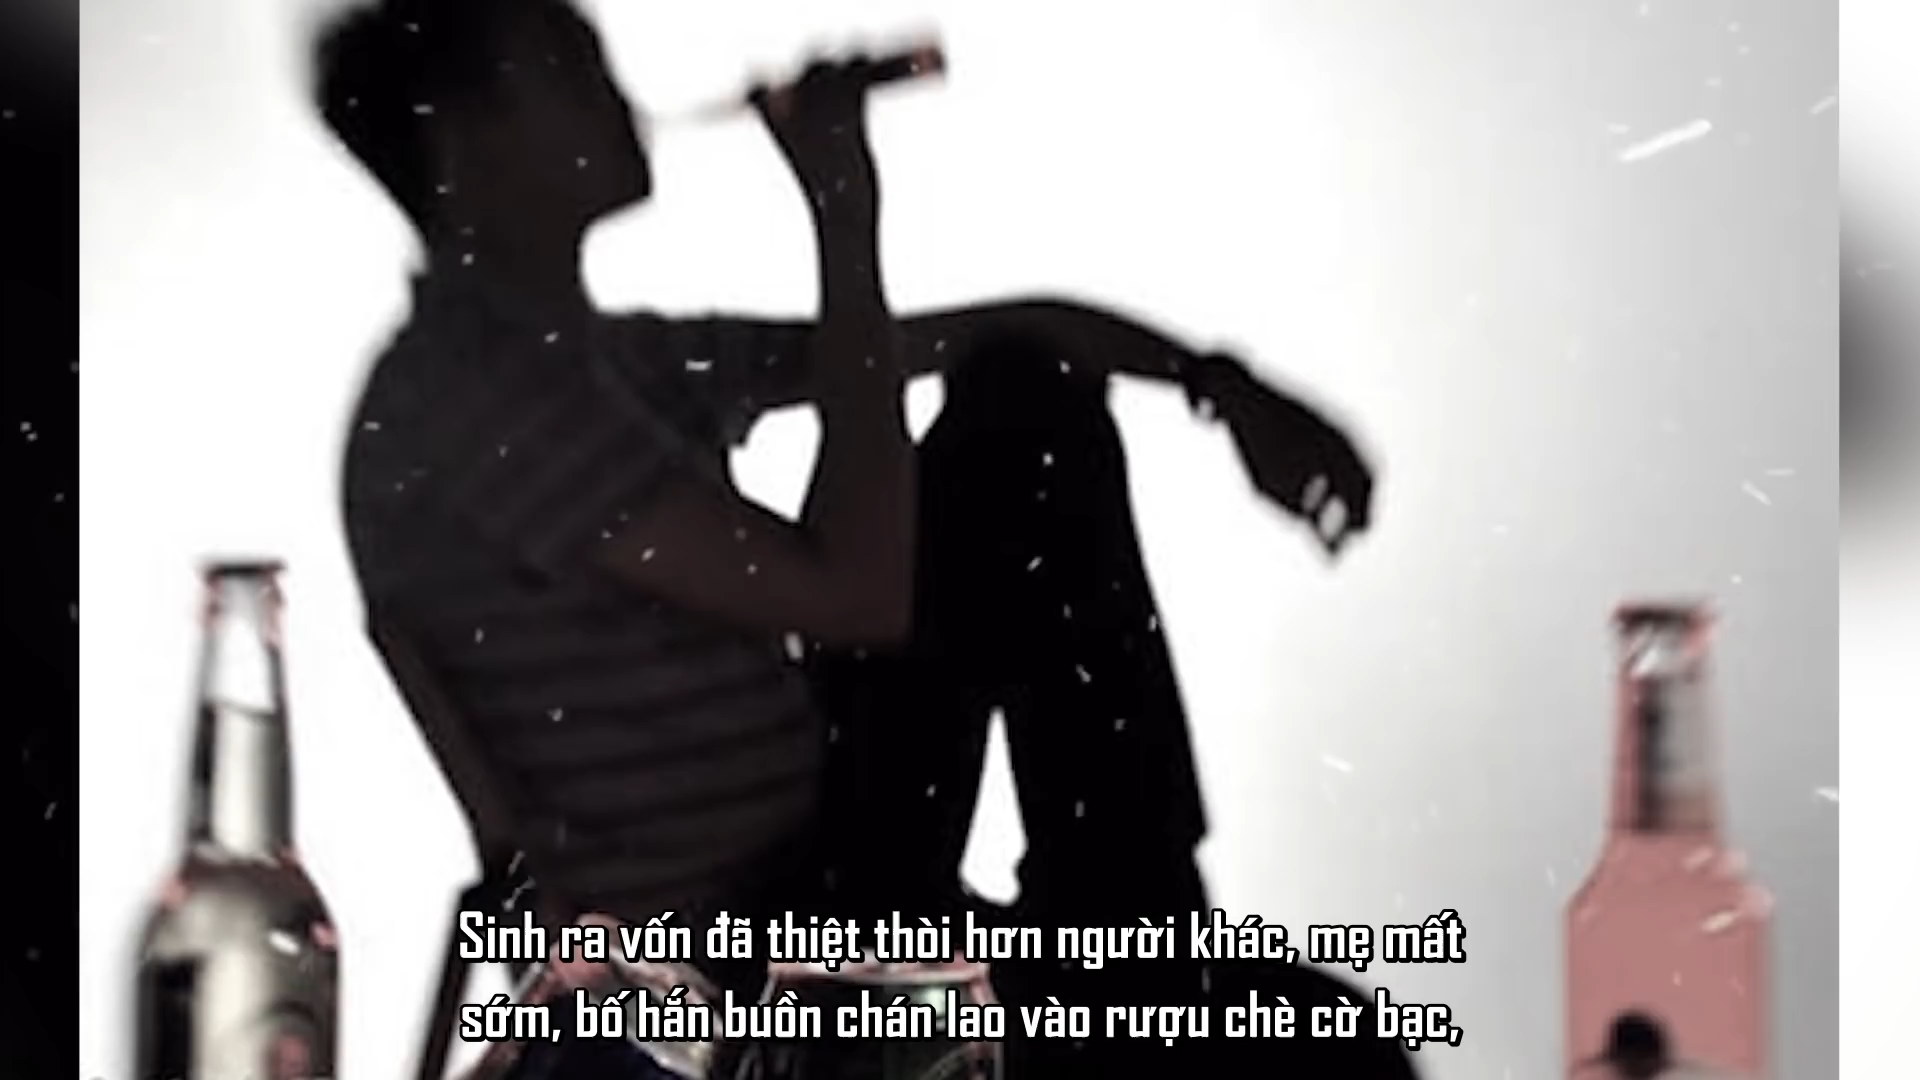 Sinh ra vốn đã thiệt thòi hơn người khác, mẹ mất
sớm, bố hắn buồn chán lao vào rượu chè cờ bạc,